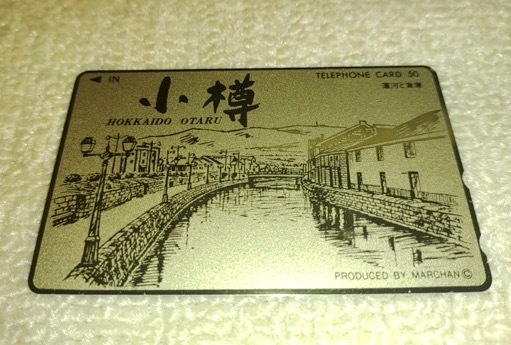 ◀ IN
TELEPHONE CARD 50
小樽
運河と倉庫
HOKKAIDO OTARU
PRODUCED BY MARCHAN ©